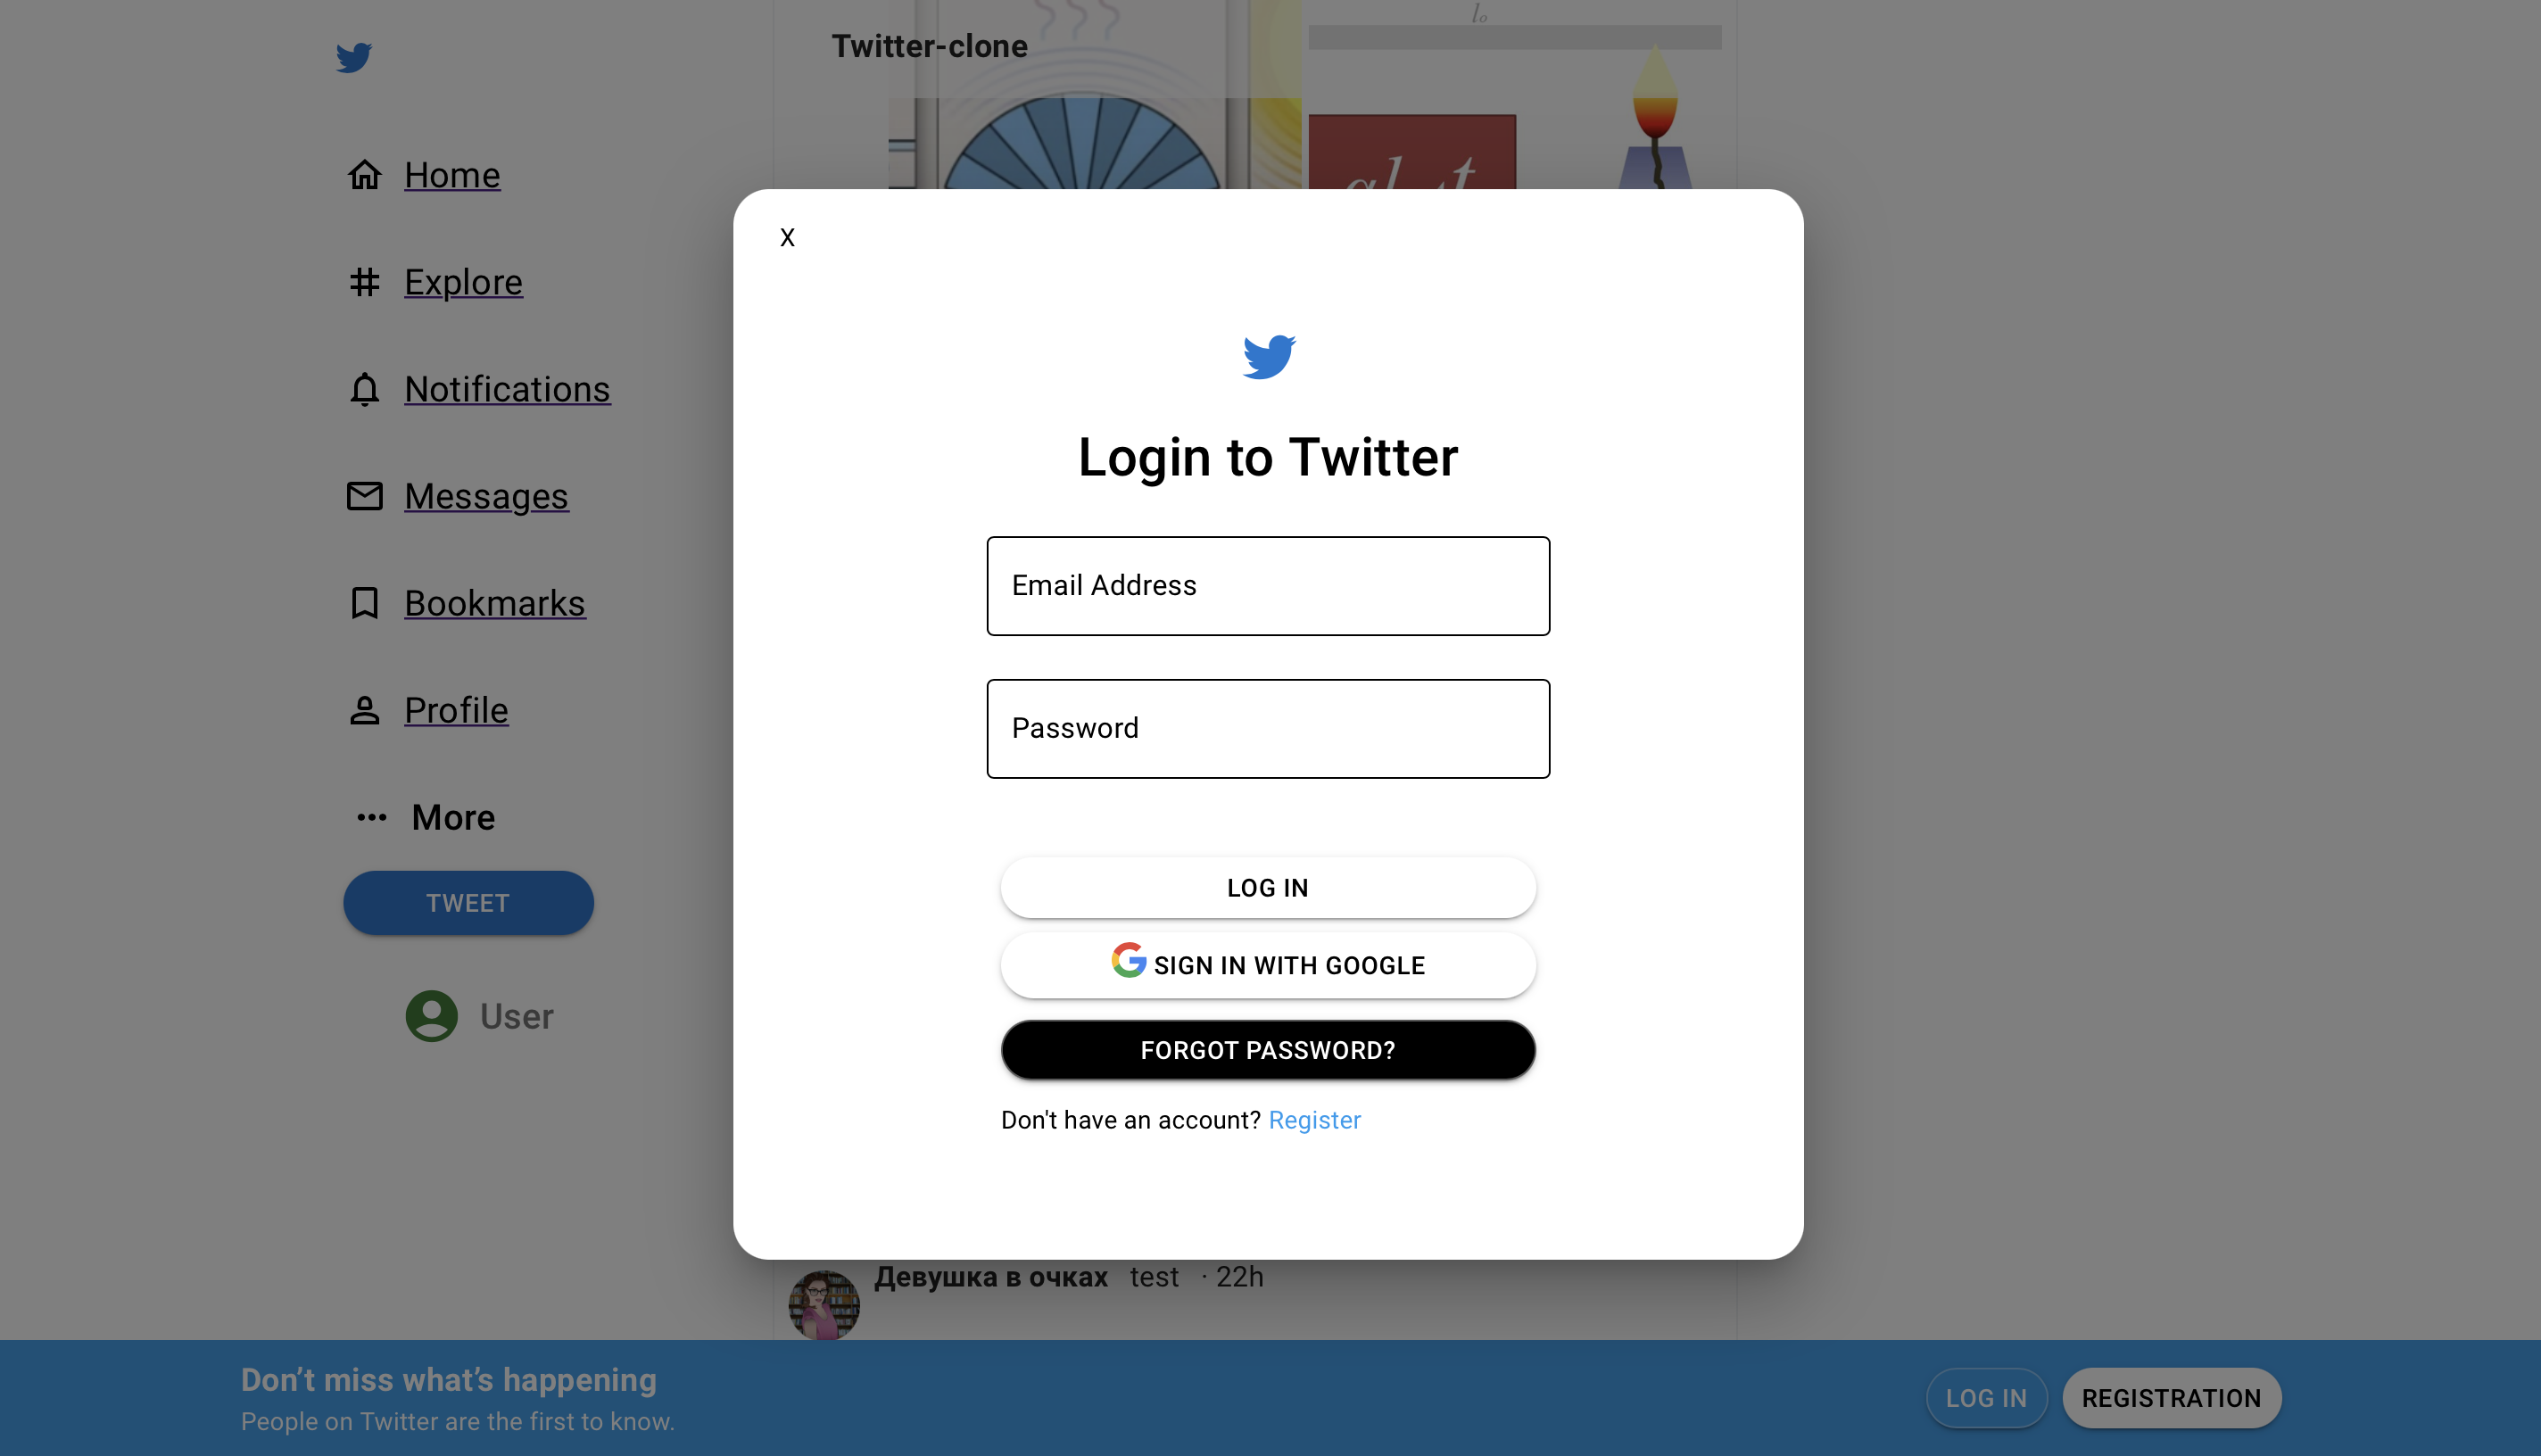 Twitter-clone
Home
Explore
Notifications
Messages
Bookmarks
Profile
More
TWEET
User
X
Login to Twitter
Email Address
Password
LOG IN
SIGN IN WITH GOOGLE
FORGOT PASSWORD?
Don't have an account? Register
Девушка в очках test · 22h
Don’t miss what’s happening
People on Twitter are the first to know.
LOG IN
REGISTRATION